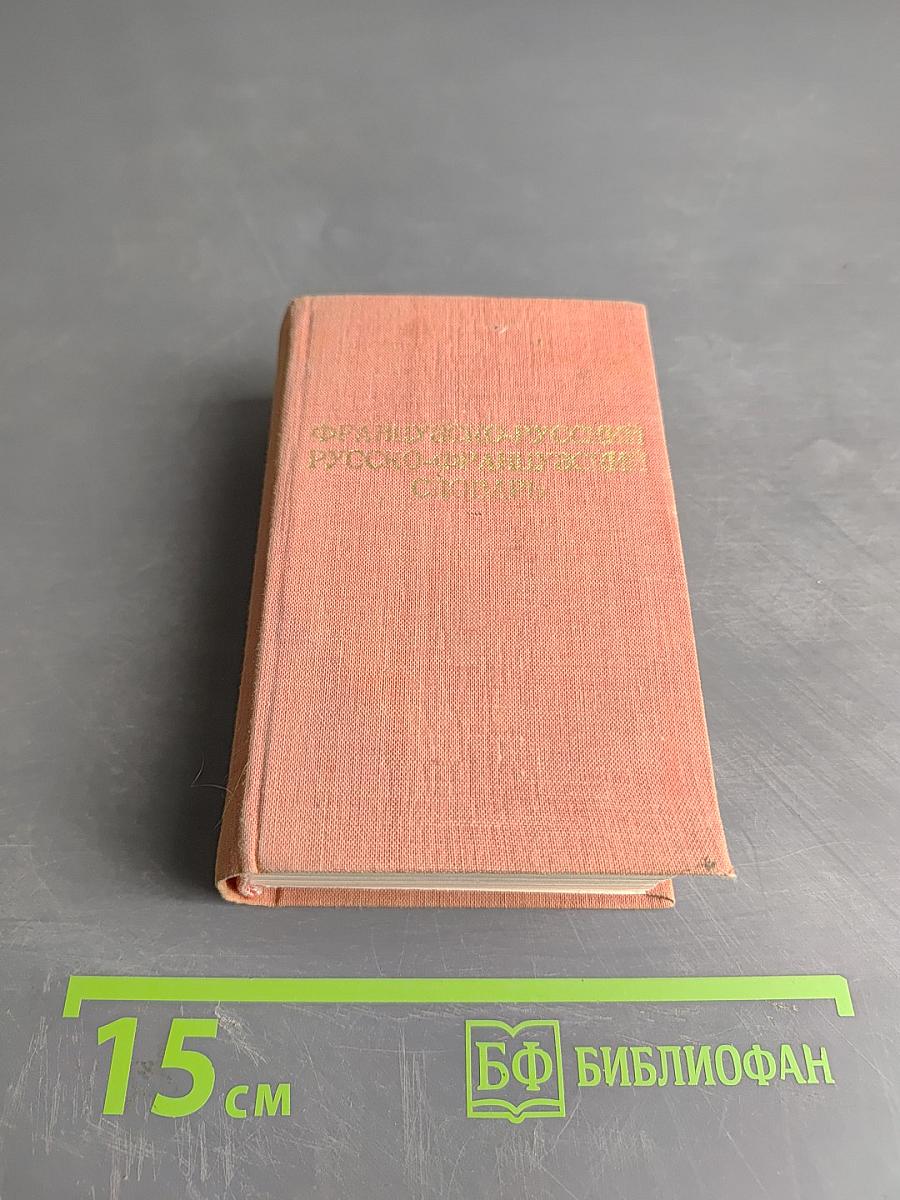 ФРАНЦУЗСКО-РУССКИЙ
РУССКО-ФРАНЦУЗСКИЙ
СЛОВАРЬ
15 см
БФ БИБЛИОФАН